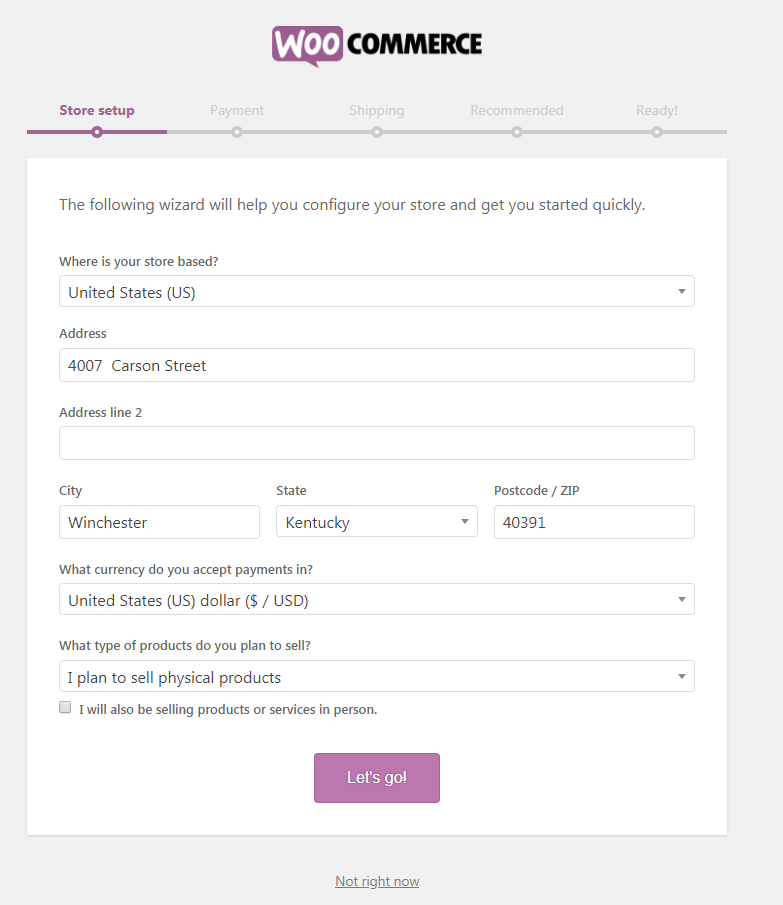 WOO COMMERCE
Store setup Payment Shipping Recommended Ready!
The following wizard will help you configure your store and get you started quickly.
Where is your store based?
United States (US)
Address
4007  Carson Street
Address line 2
City State Postcode / ZIP
Winchester Kentucky 40391
What currency do you accept payments in?
United States (US) dollar ($ / USD)
What type of products do you plan to sell?
I plan to sell physical products
I will also be selling products or services in person.
Let's go!
Not right now